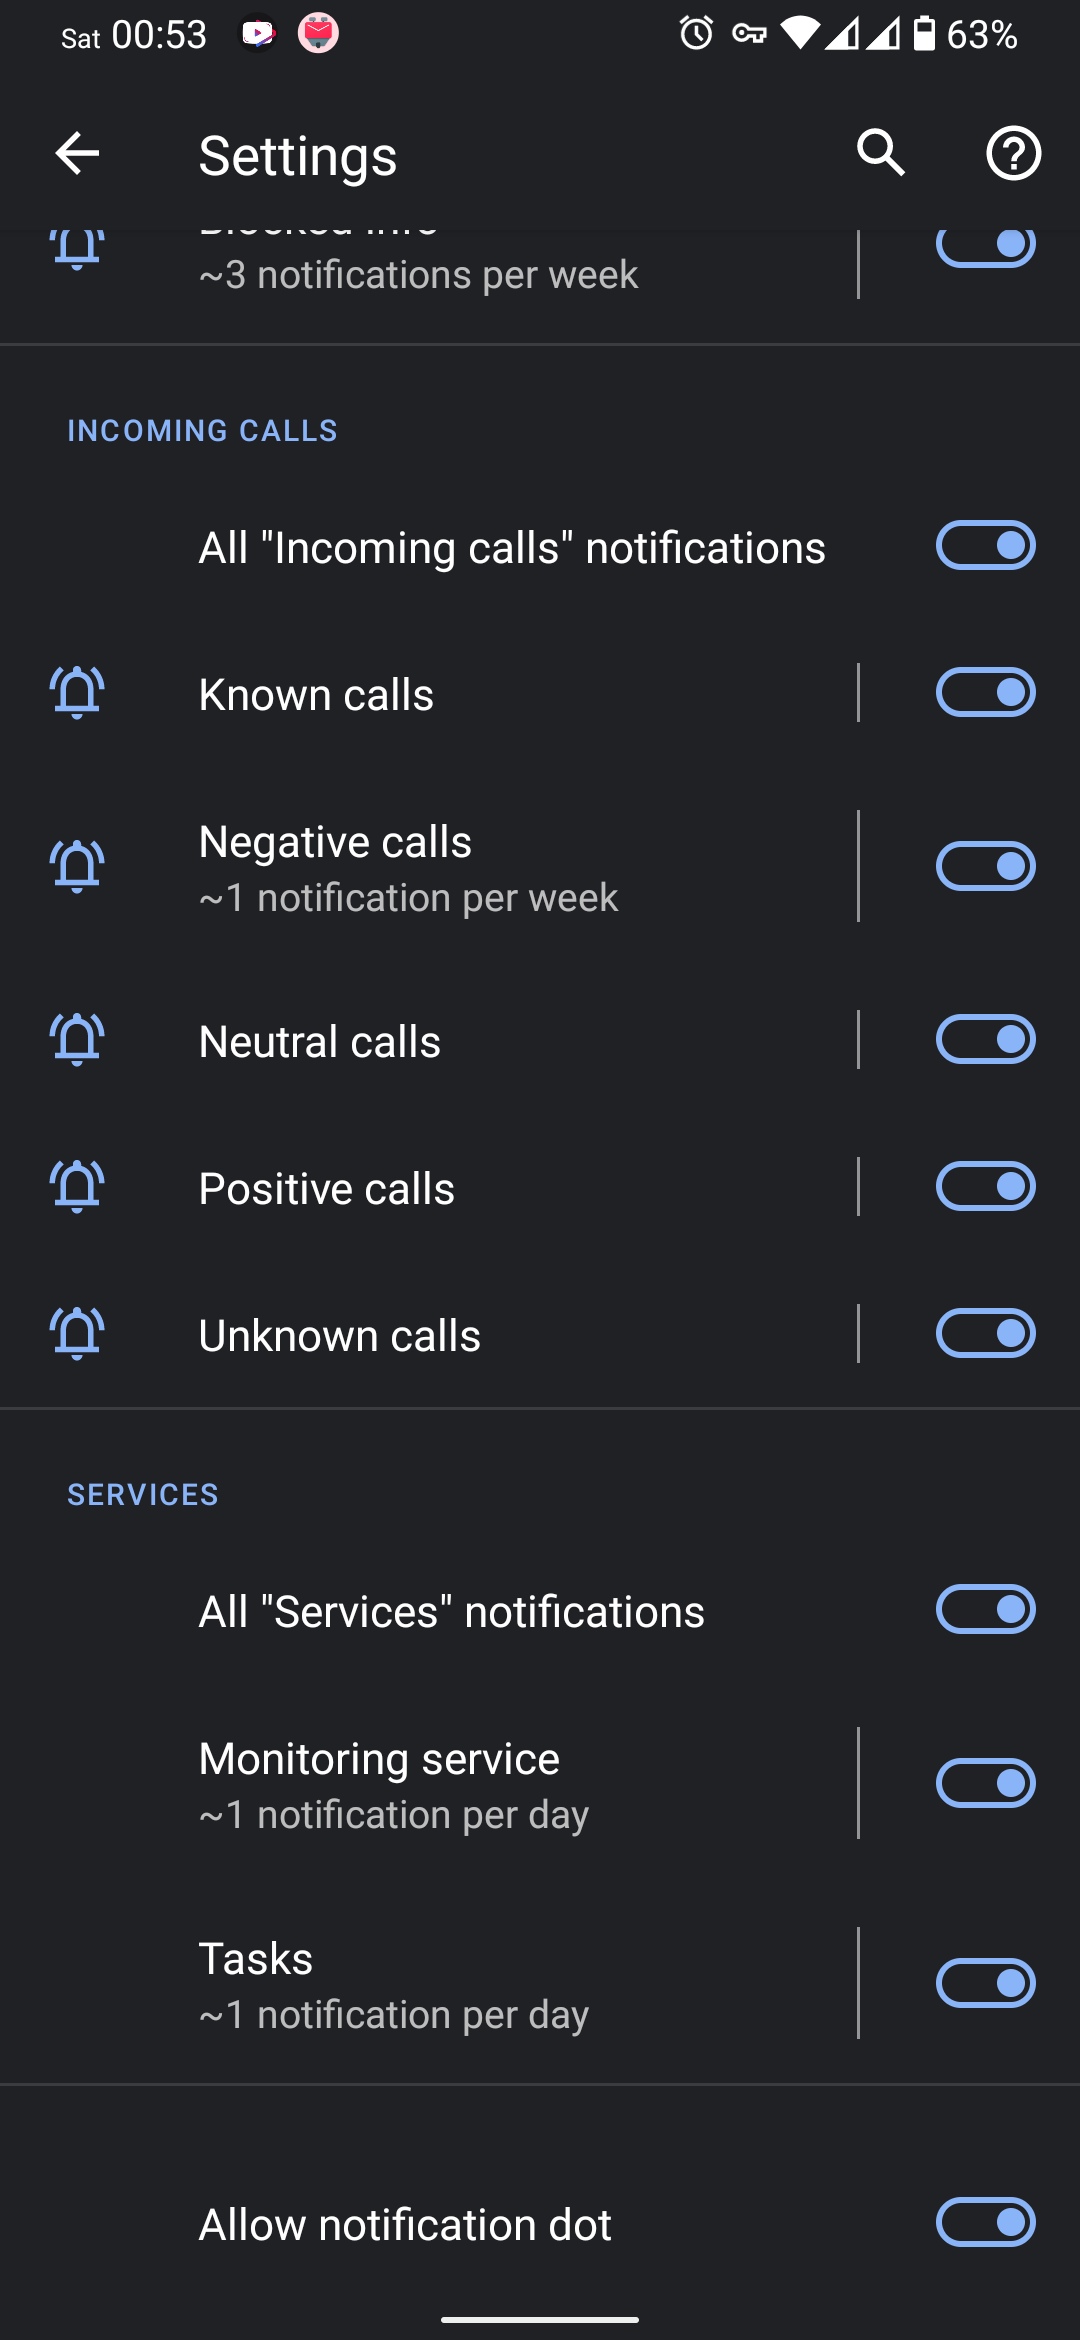 Sat 00:53
63%
Settings
~3 notifications per week
INCOMING CALLS
All "Incoming calls" notifications
Known calls
Negative calls
~1 notification per week
Neutral calls
Positive calls
Unknown calls
SERVICES
All "Services" notifications
Monitoring service
~1 notification per day
Tasks
~1 notification per day
Allow notification dot